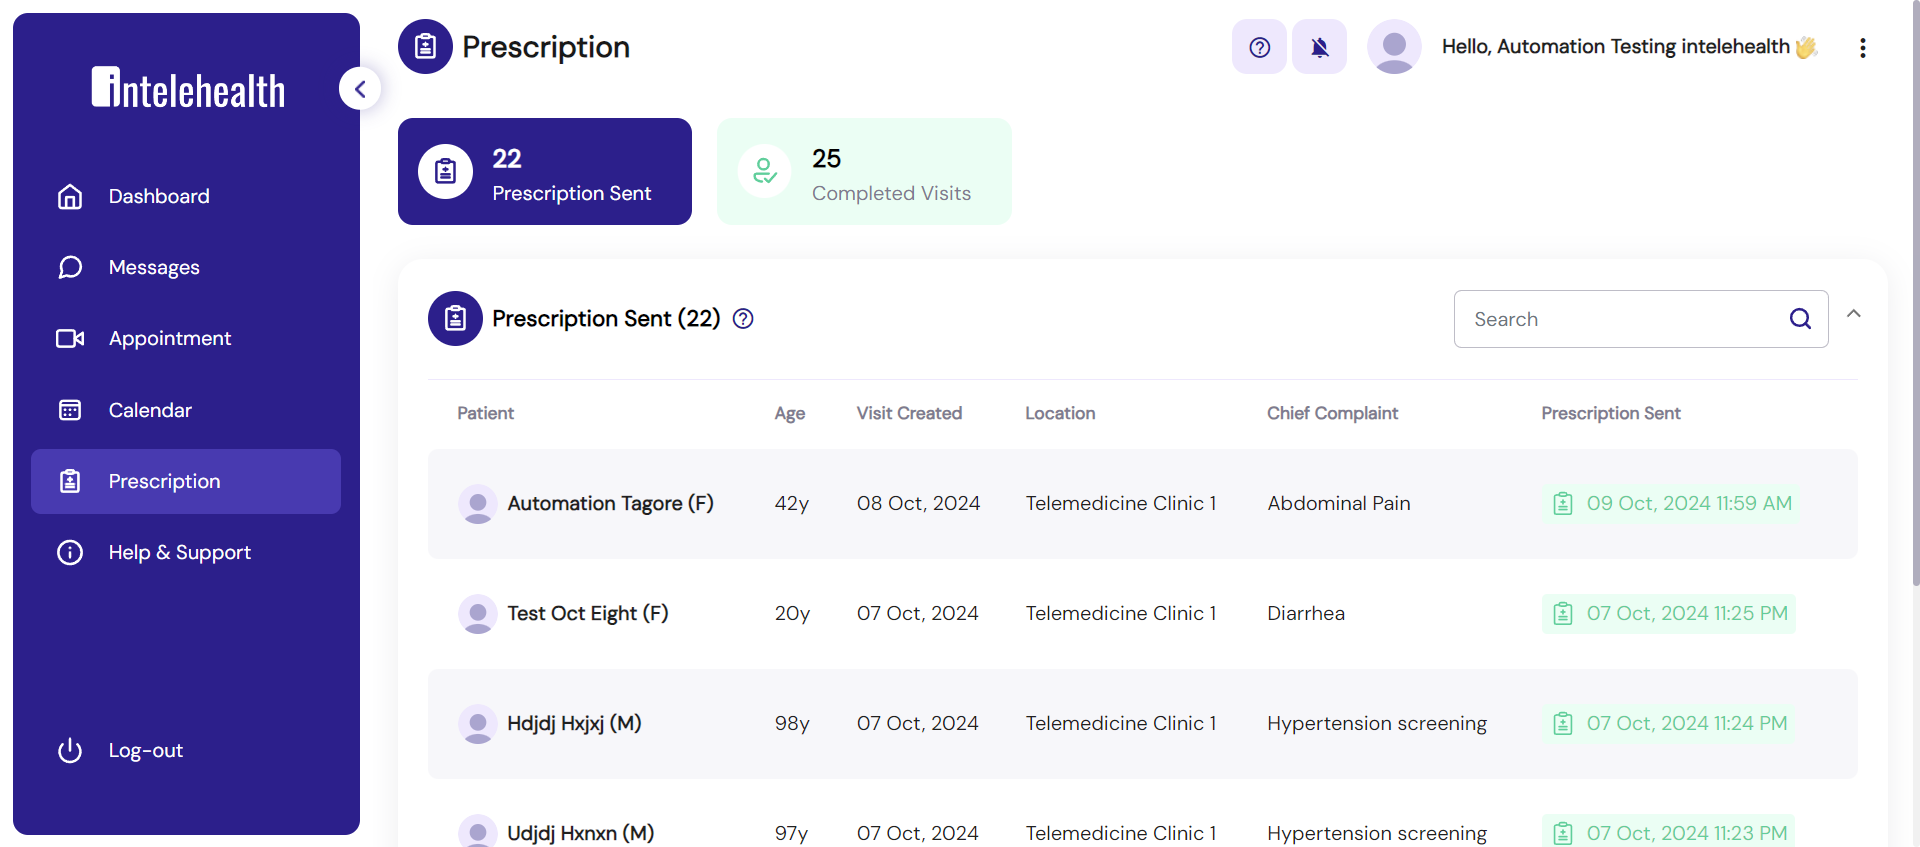 intelehealth
Dashboard
Messages
Appointment
Calendar
Prescription
Help & Support
Log-out
Prescription
Hello, Automation Testing intelehealth 👋
22
Prescription Sent
25
Completed Visits
Prescription Sent (22)
Search
Patient Age Visit Created Location Chief Complaint Prescription Sent
Automation Tagore (F) 42y 08 Oct, 2024 Telemedicine Clinic 1 Abdominal Pain 09 Oct, 2024 11:59 AM
Test Oct Eight (F) 20y 07 Oct, 2024 Telemedicine Clinic 1 Diarrhea 07 Oct, 2024 11:25 PM
Hdjdj Hxjxj (M) 98y 07 Oct, 2024 Telemedicine Clinic 1 Hypertension screening 07 Oct, 2024 11:24 PM
Udjdj Hxnxn (M) 97y 07 Oct, 2024 Telemedicine Clinic 1 Hypertension screening 07 Oct, 2024 11:23 PM